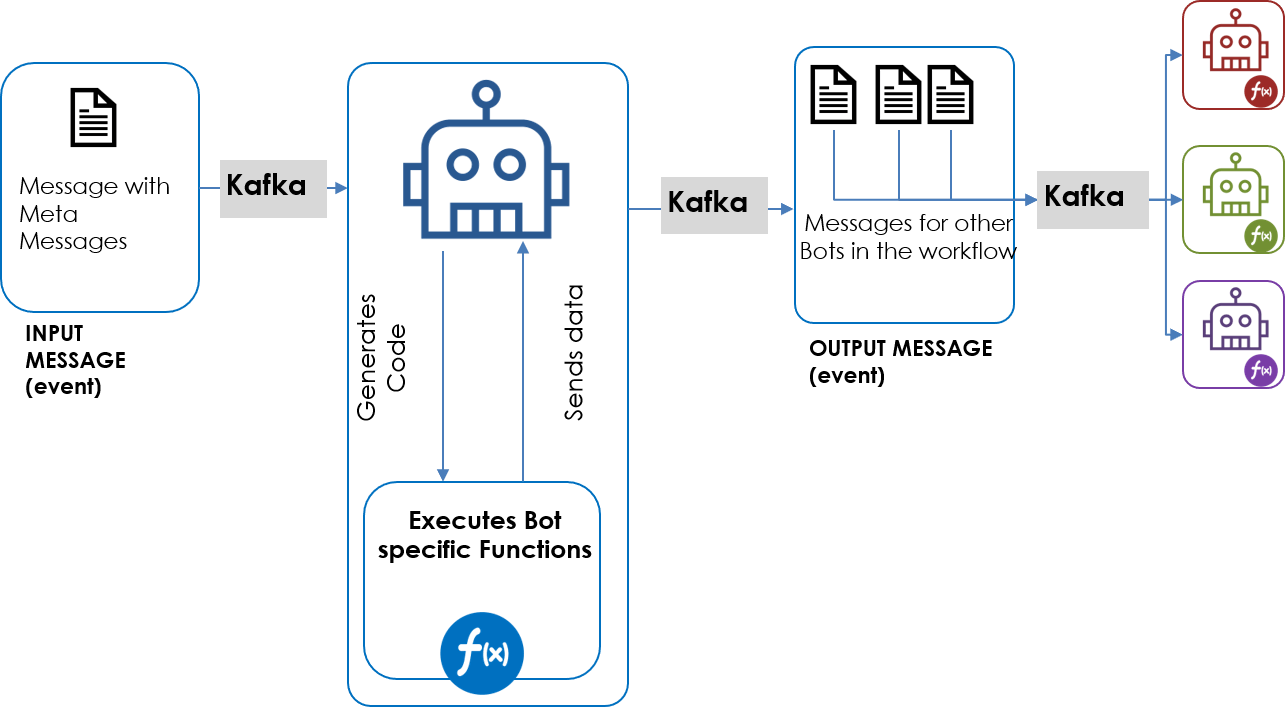 Message with
Meta
Messages
INPUT
MESSAGE
(event)
Kafka
Generates
Code
Sends data
Executes Bot
specific Functions
f(x)
Kafka
Messages for other
Bots in the workflow
OUTPUT MESSAGE
(event)
Kafka
f(x)
f(x)
f(x)